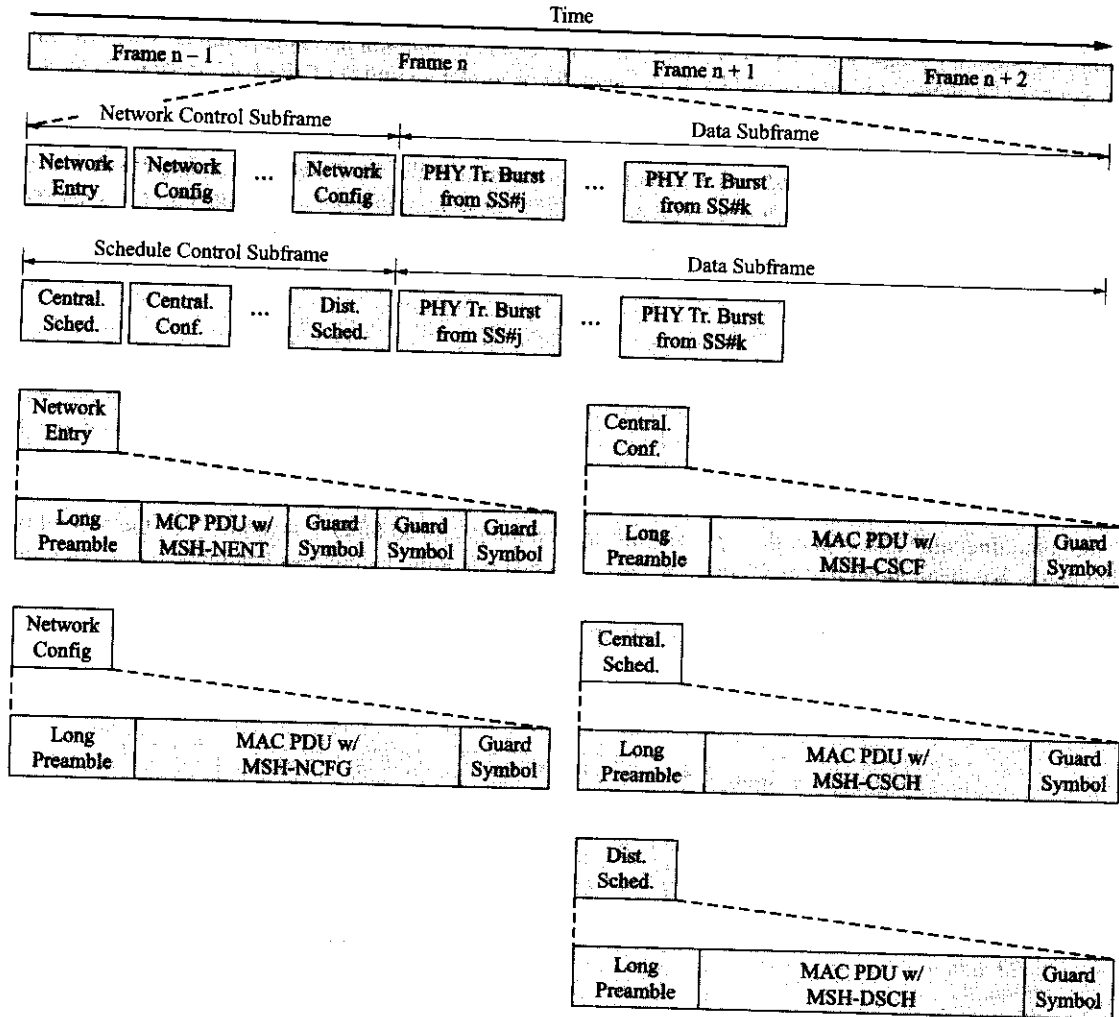 Time
Frame n – 1
Frame n
Frame n + 1
Frame n + 2
Network Control Subframe
Data Subframe
Network
Entry
Network
Config
...
Network
Config
PHY Tr. Burst
from SS#j
...
PHY Tr. Burst
from SS#k
Schedule Control Subframe
Data Subframe
Central.
Sched.
Central.
Conf.
...
Dist.
Sched.
PHY Tr. Burst
from SS#j
...
PHY Tr. Burst
from SS#k
Network
Entry
Long
Preamble
MCP PDU w/
MSH-NENT
Guard
Symbol
Guard
Symbol
Guard
Symbol
Central.
Conf.
Long
Preamble
MAC PDU w/
MSH-CSCF
Guard
Symbol
Network
Config
Long
Preamble
MAC PDU w/
MSH-NCFG
Guard
Symbol
Central.
Sched.
Long
Preamble
MAC PDU w/
MSH-CSCH
Guard
Symbol
Dist.
Sched.
Long
Preamble
MAC PDU w/
MSH-DSCH
Guard
Symbol